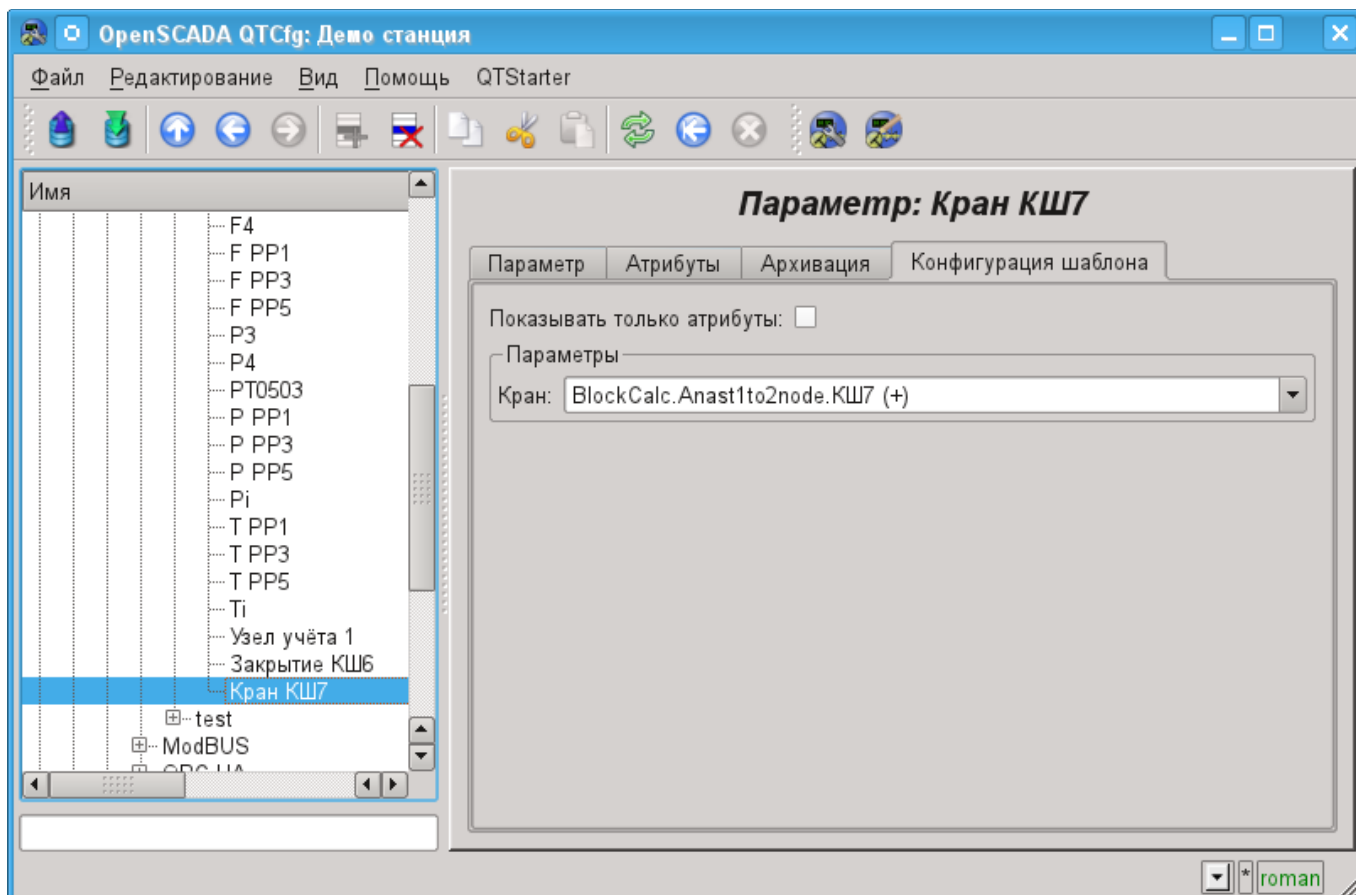 OpenSCADA QTCfg: Демо станция
Файл Редактирование Вид Помощь QTStarter
Имя
F4
F PP1
F PP3
F PP5
P3
P4
PT0503
P PP1
P PP3
P PP5
Pi
T PP1
T PP3
T PP5
Ti
Узел учёта 1
Закрытие КШ6
Кран КШ7
test
ModBUS
Параметр: Кран КШ7
Параметр Атрибуты Архивация Конфигурация шаблона
Показывать только атрибуты:
Параметры
Кран: BlockCalc.Anast1to2node.КШ7 (+)
* roman